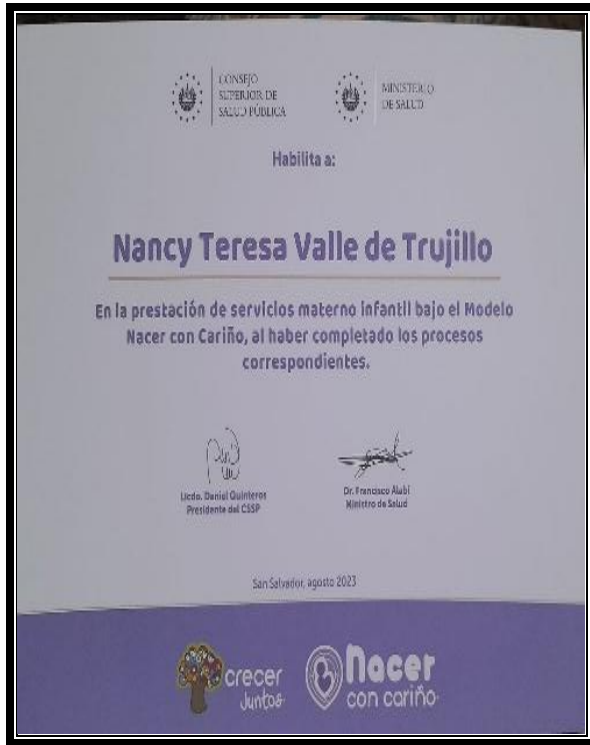 CONSEJO
SUPERIOR DE
SALUD PÚBLICA
MINISTERIO
DE SALUD
Habilita a:
Nancy Teresa Valle de Trujillo
En la prestación de servicios materno infantil bajo el Modelo
Nacer con Cariño, al haber completado los procesos
correspondientes.
Licdo. Daniel Quinteros
Presidente del CSSP
Dr. Francisco Alabi
Ministro de Salud
San Salvador, agosto 2023
crecer
Juntos
Nacer
con cariño